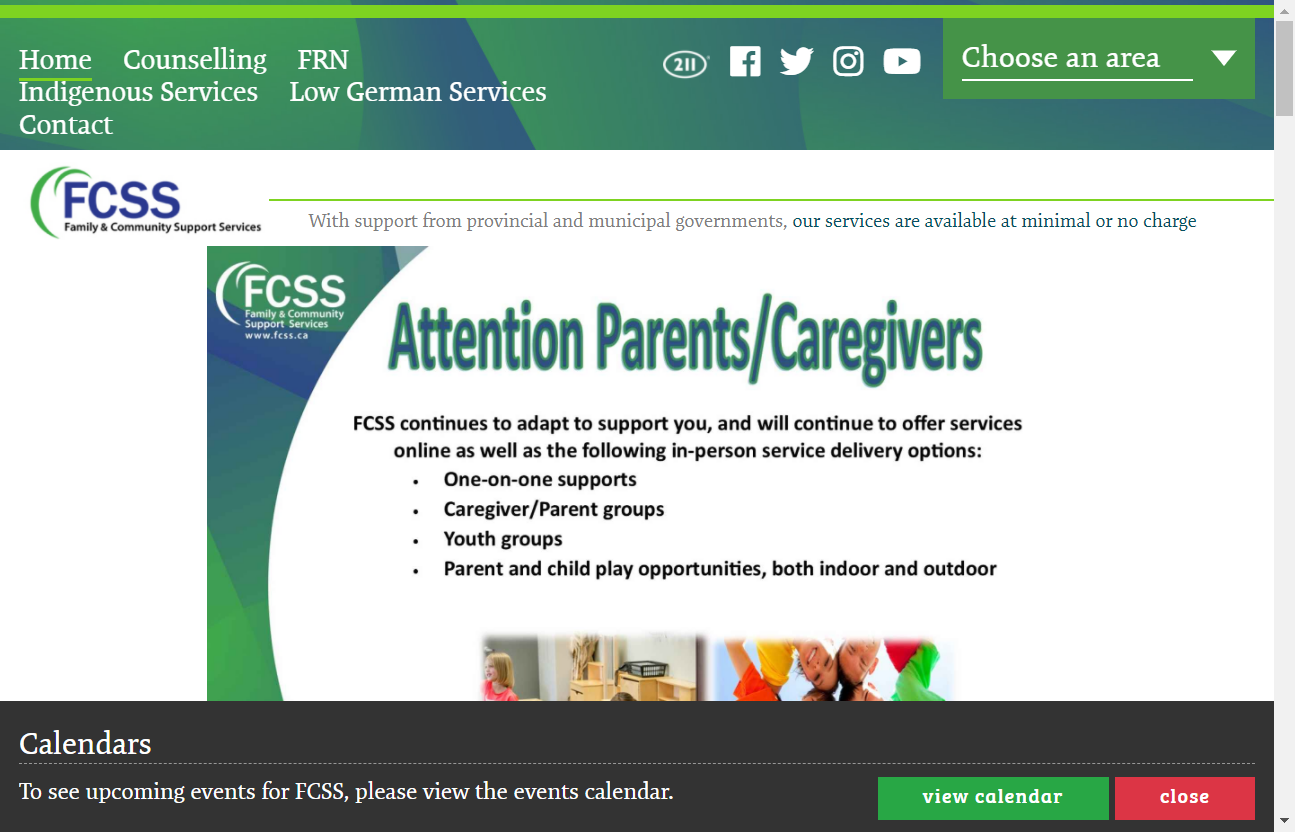 Home Counselling FRN
Indigenous Services Low German Services
Contact
211
Choose an area
FCSS
Family & Community Support Services
With support from provincial and municipal governments, our services are available at minimal or no charge
FCSS
Family & Community
Support Services
www.fcss.ca
Attention Parents/Caregivers
FCSS continues to adapt to support you, and will continue to offer services
online as well as the following in-person service delivery options:
• One-on-one supports
• Caregiver/Parent groups
• Youth groups
• Parent and child play opportunities, both indoor and outdoor
Calendars
To see upcoming events for FCSS, please view the events calendar.
view calendar
close